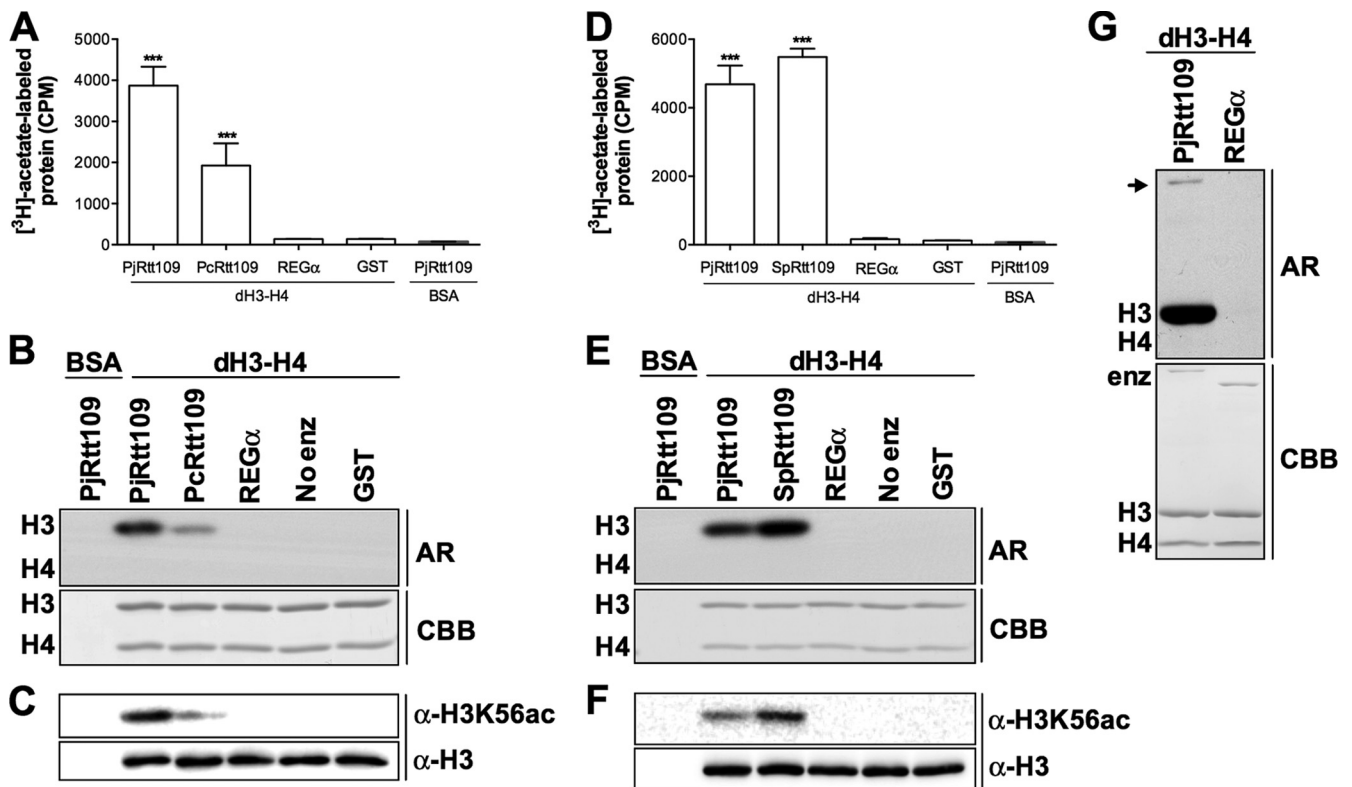 A
[³H]-acetate-labeled
protein (CPM)
5000
4000
3000
2000
1000
0
***
***
PjRtt109
PcRtt109
REGα
GST
PjRtt109
dH3-H4
BSA
B
BSA
dH3-H4
PjRtt109
PjRtt109
PcRtt109
REGα
No enz
GST
H3
H4
AR
H3
H4
CBB
C
α-H3K56ac
α-H3
D
[³H]-acetate-labeled
protein (CPM)
6000
4000
2000
0
***
***
PjRtt109
SpRtt109
REGα
GST
PjRtt109
dH3-H4
BSA
E
BSA
dH3-H4
PjRtt109
PjRtt109
SpRtt109
REGα
No enz
GST
H3
H4
AR
H3
H4
CBB
F
α-H3K56ac
α-H3
G
dH3-H4
PjRtt109
REGα
H3
H4
AR
enz
H3
H4
CBB